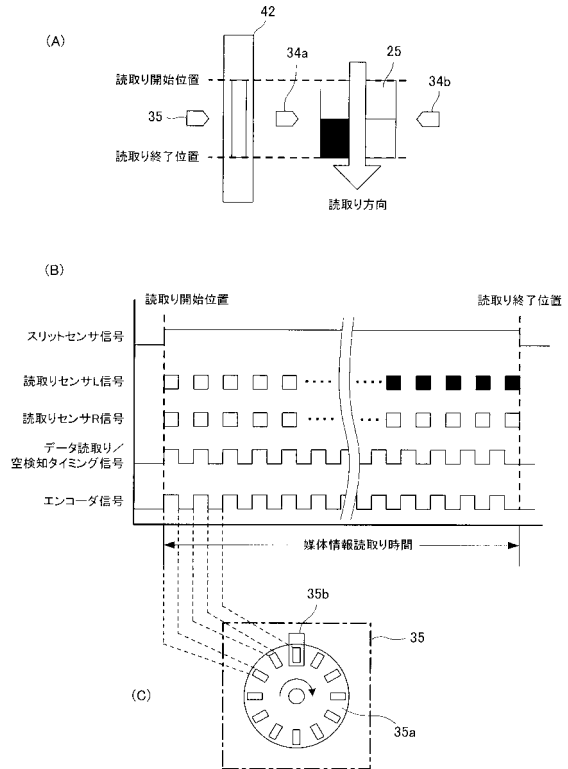 (A)
42
34a
25
34b
読取り開始位置
35
読取り終了位置
読取り方向
(B)
読取り開始位置
読取り終了位置
スリットセンサ信号
読取りセンサL信号
読取りセンサR信号
データ読取り/
空検知タイミング信号
エンコーダ信号
媒体情報読取り時間
35b
35
(C)
35a